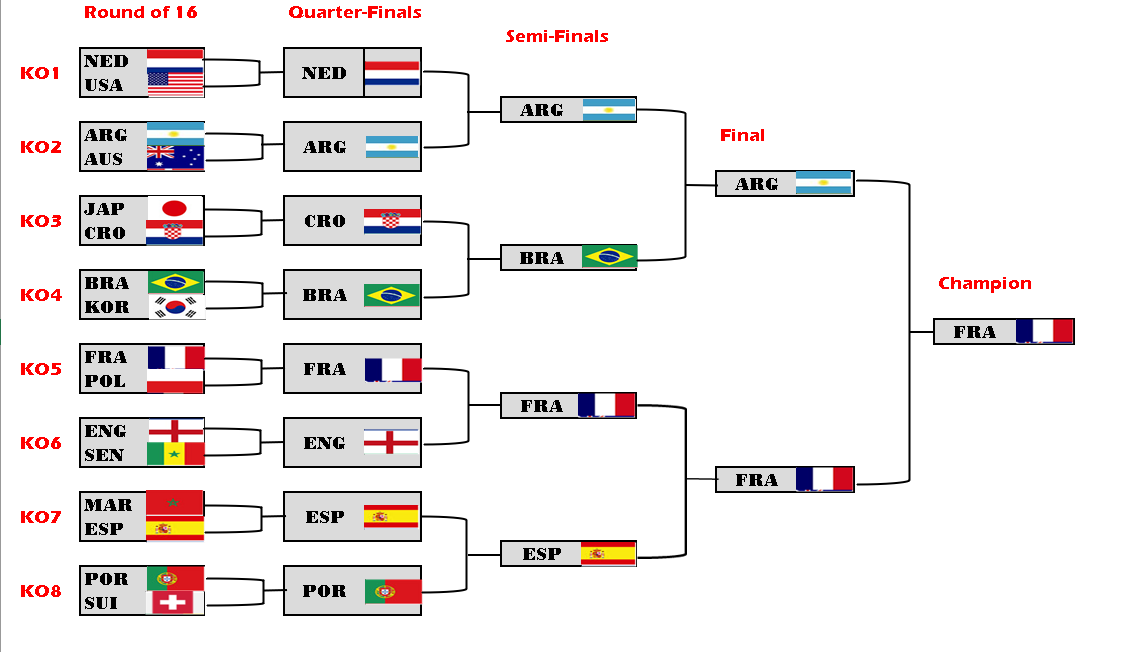 Round of 16
Quarter-Finals
Semi-Finals
Final
Champion
KO1
NED
USA
NED
ARG
KO2
ARG
AUS
ARG
ARG
KO3
JAP
CRO
CRO
BRA
KO4
BRA
KOR
BRA
FRA
KO5
FRA
POL
FRA
FRA
KO6
ENG
SEN
ENG
FRA
KO7
MAR
ESP
ESP
ESP
KO8
POR
SUI
POR